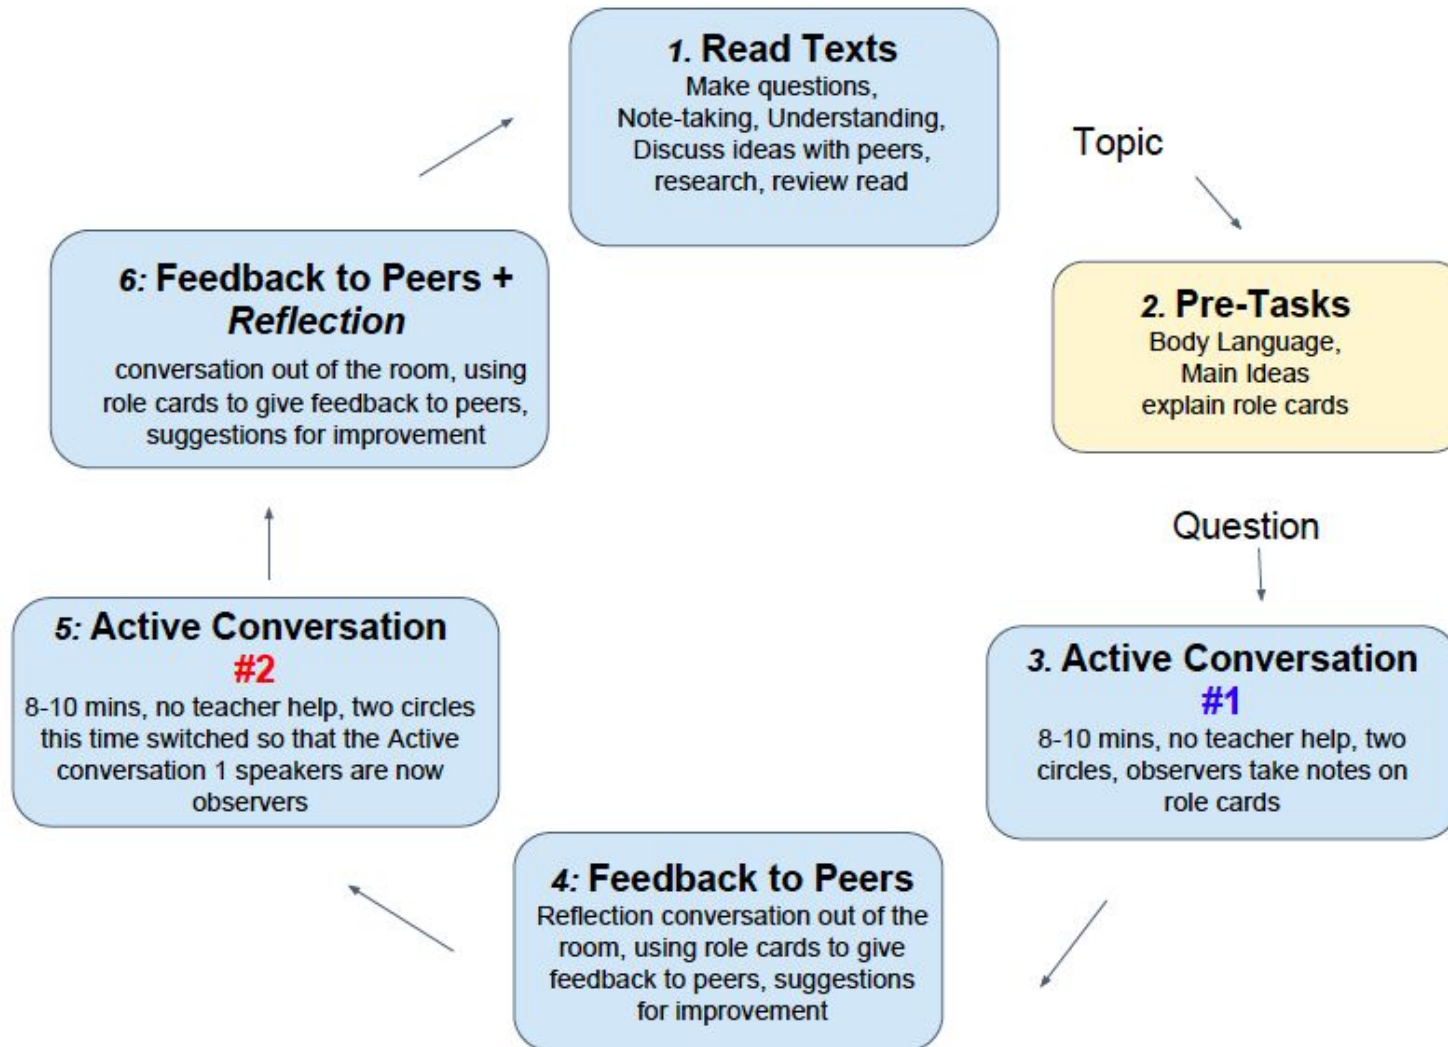 1. Read Texts
Make questions,
Note-taking, Understanding,
Discuss ideas with peers,
research, review read
Topic
2. Pre-Tasks
Body Language,
Main Ideas
explain role cards
Question
3. Active Conversation
#1
8-10 mins, no teacher help, two
circles, observers take notes on
role cards
4: Feedback to Peers
Reflection conversation out of the
room, using role cards to give
feedback to peers, suggestions
for improvement
5: Active Conversation
#2
8-10 mins, no teacher help, two circles
this time switched so that the Active
conversation 1 speakers are now
observers
6: Feedback to Peers +
Reflection
conversation out of the room, using
role cards to give feedback to peers,
suggestions for improvement